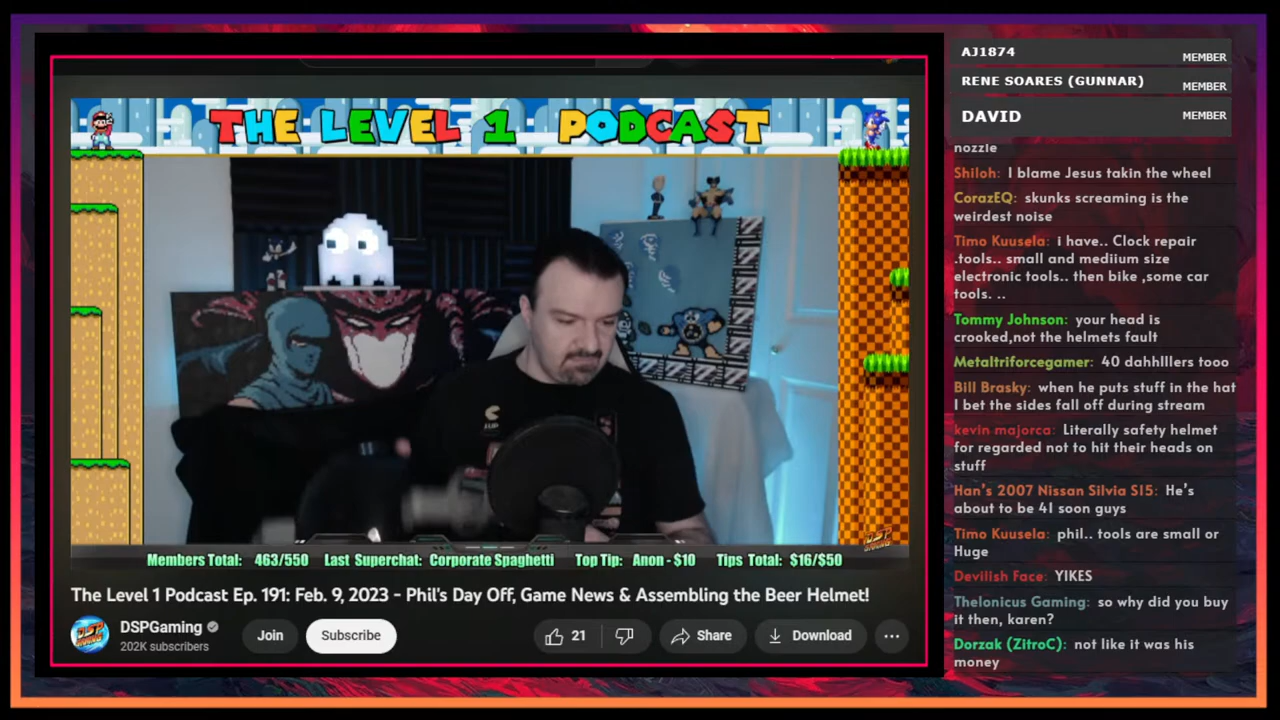 THE LEVEL 1 PODCAST
Members Total: 463/550 Last Superchat: Corporate Spaghetti Top Tip: Anon - $10 Tips Total: $16/$50
The Level 1 Podcast Ep. 191: Feb. 9, 2023 - Phil's Day Off, Game News & Assembling the Beer Helmet!
DSPGaming
202K subscribers
Join
Subscribe
21
Share
Download
AJ1874
MEMBER
RENE SOARES (GUNNAR)
MEMBER
DAVID
MEMBER
nozzle
Shiloh: I blame Jesus takin the wheel
CorazEQ: skunks screaming is the
weirdest noise
Timo Kuusela: i have.. Clock repair
.tools.. small and mediium size
electronic tools.. then bike ,some car
tools. ..
Tommy Johnson: your head is
crooked,not the helmets fault
Metaltriforcegamer: 40 dahhlllers tooo
Bill Brasky: when he puts stuff in the hat
I bet the sides fall off during stream
kevin majorca: Literally safety helmet
for regarded not to hit their heads on
stuff
Han's 2007 Nissan Silvia S15: He's
about to be 41 soon guys
Timo Kuusela: phil.. tools are small or
Huge
Devilish Face: YIKES
Thelonicus Gaming: so why did you buy
it then, karen?
Dorzak (ZitroC): not like it was his
money